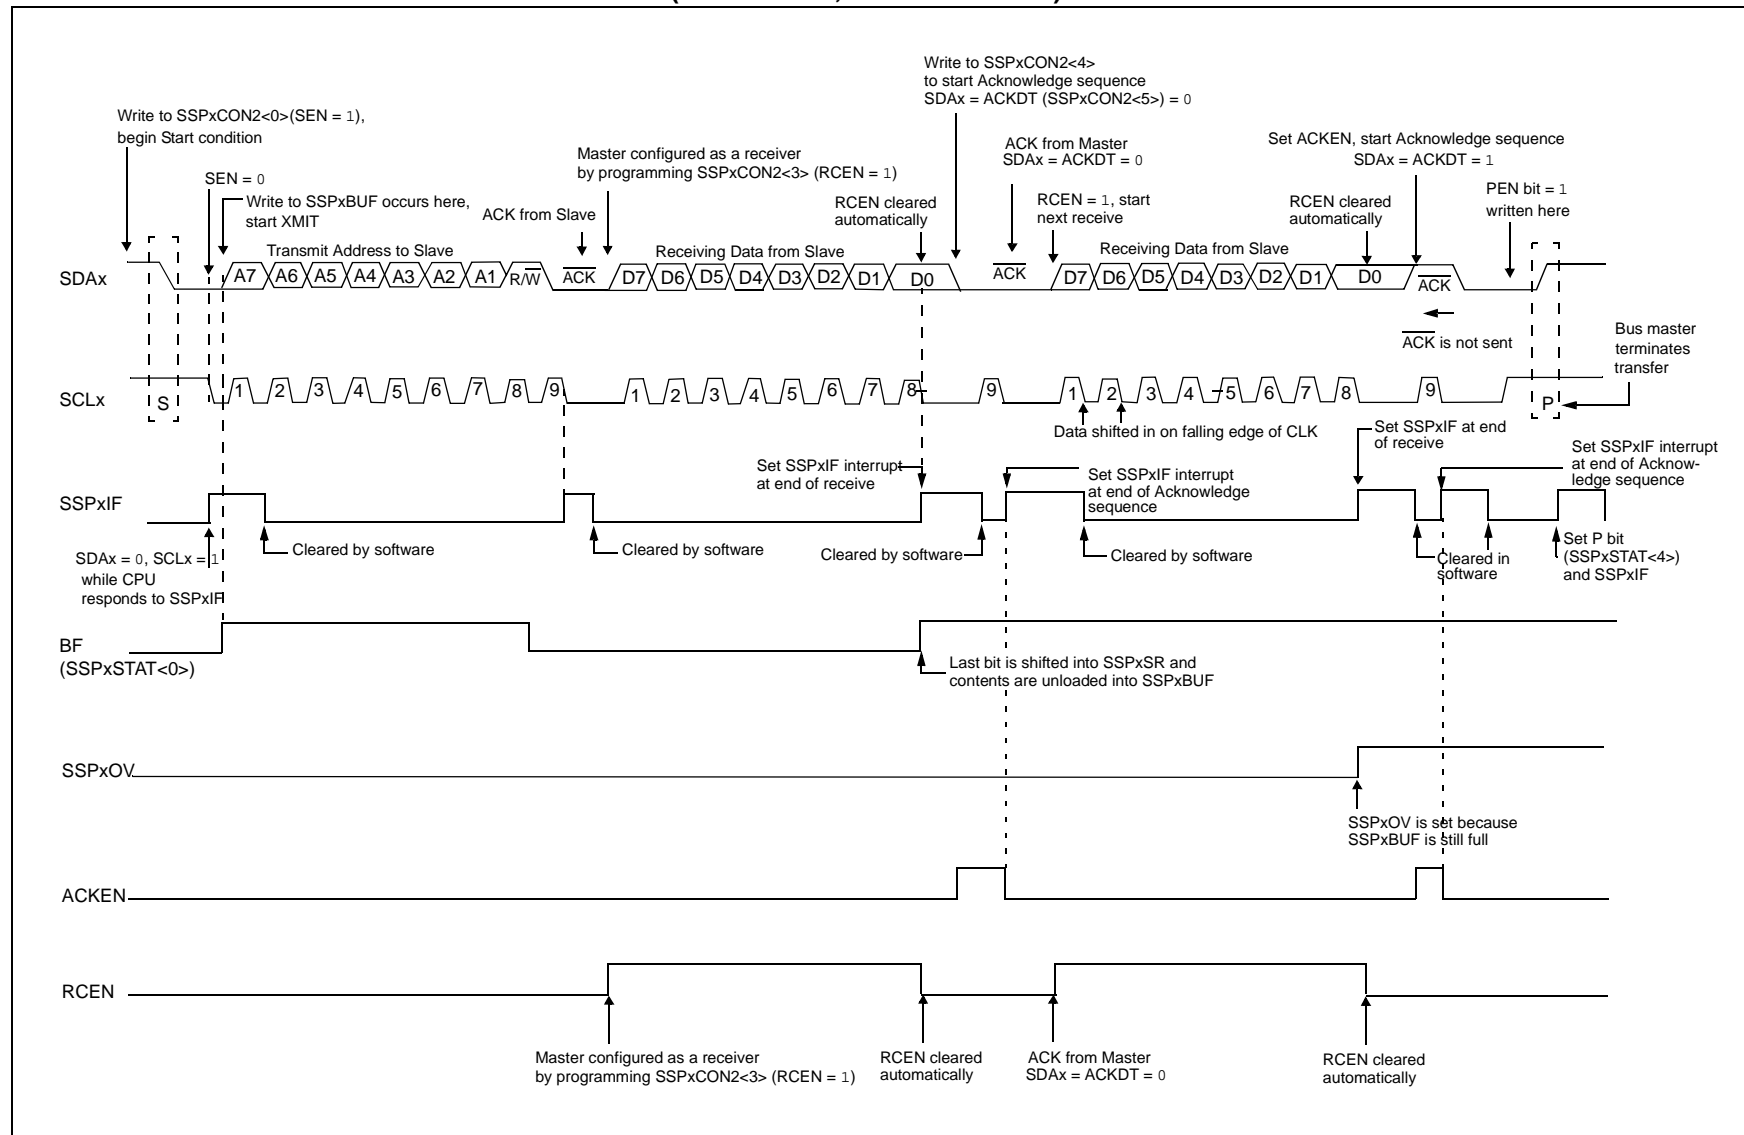 Write to SSPxCON2<4>
to start Acknowledge sequence
SDAx = ACKDT (SSPxCON2<5>) = 0
Write to SSPxCON2<0>(SEN = 1),
begin Start condition
Master configured as a receiver
by programming SSPxCON2<3> (RCEN = 1)
ACK from Master
SDAx = ACKDT = 0
Set ACKEN, start Acknowledge sequence
SDAx = ACKDT = 1
SEN = 0
Write to SSPxBUF occurs here,
start XMIT
ACK from Slave
RCEN cleared
automatically
RCEN = 1, start
next receive
RCEN cleared
automatically
PEN bit = 1
written here
Transmit Address to Slave
Receiving Data from Slave
Receiving Data from Slave
SDAx
A7 A6 A5 A4 A3 A2 A1 R/W ACK D7 D6 D5 D4 D3 D2 D1 D0 ACK D7 D6 D5 D4 D3 D2 D1 D0 ACK
ACK is not sent
Bus master
terminates
transfer
SCLx
S 1 2 3 4 5 6 7 8 9 1 2 3 4 5 6 7 8 9 1 2 3 4 5 6 7 8 9 P
Data shifted in on falling edge of CLK
Set SSPxIF at end
of receive
Set SSPxIF interrupt
at end of receive
Set SSPxIF interrupt
at end of Acknowledge
sequence
Set SSPxIF interrupt
at end of Acknow-
ledge sequence
SSPxIF
SDAx = 0, SCLx = 1
while CPU
responds to SSPxIF
Cleared by software
Cleared by software
Cleared by software
Cleared by software
Cleared in
software
Set P bit
(SSPxSTAT<4>)
and SSPxIF
BF
(SSPxSTAT<0>)
Last bit is shifted into SSPxSR and
contents are unloaded into SSPxBUF
SSPxOV
SSPxOV is set because
SSPxBUF is still full
ACKEN
RCEN
Master configured as a receiver
by programming SSPxCON2<3> (RCEN = 1)
RCEN cleared
automatically
ACK from Master
SDAx = ACKDT = 0
RCEN cleared
automatically